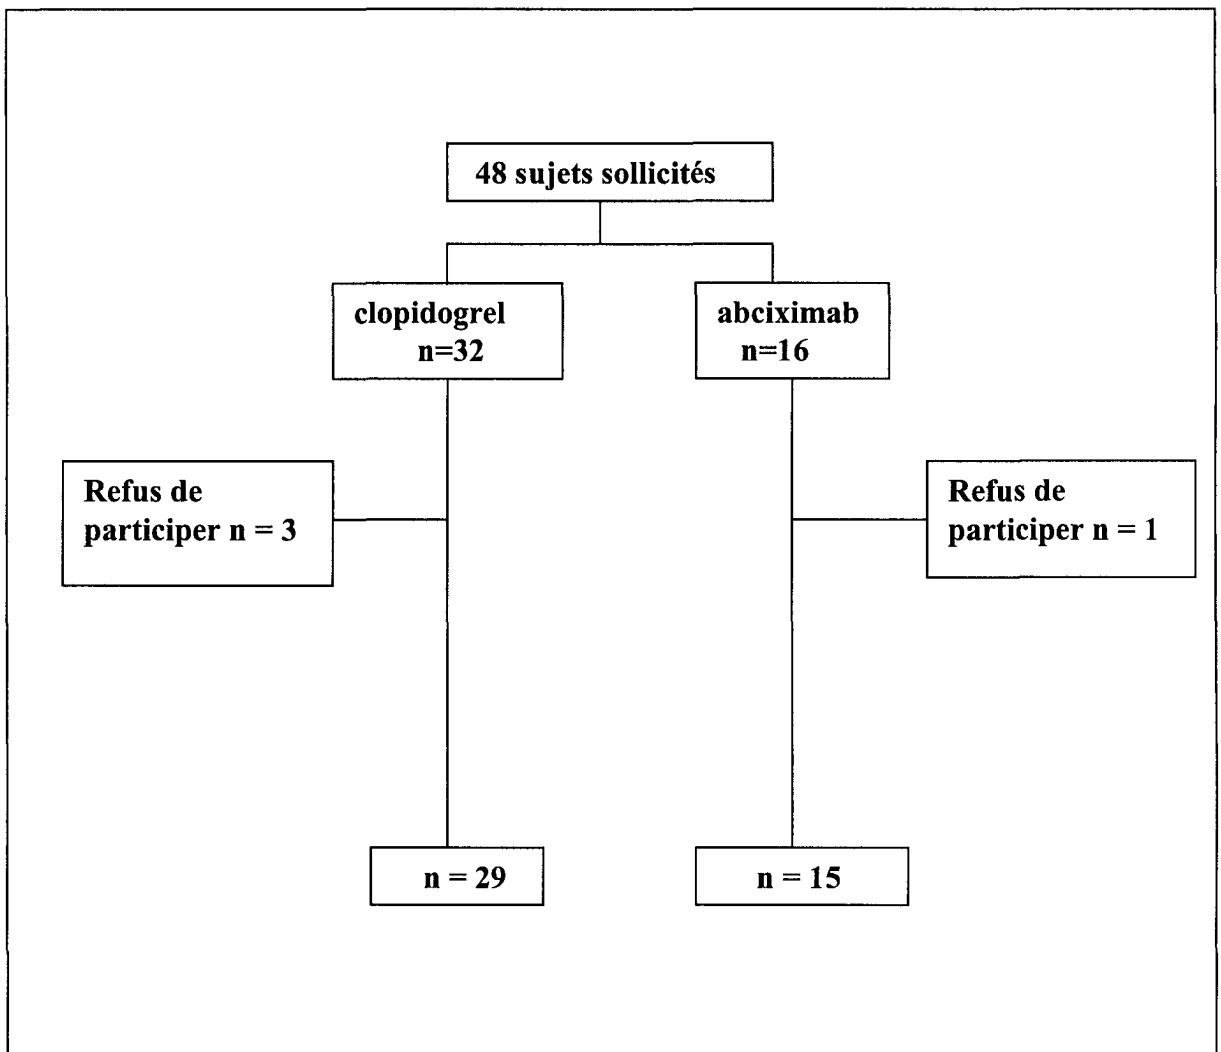 48 sujets sollicités
clopidogrel
n=32
abciximab
n=16
Refus de
participer n = 3
Refus de
participer n = 1
n = 29
n = 15